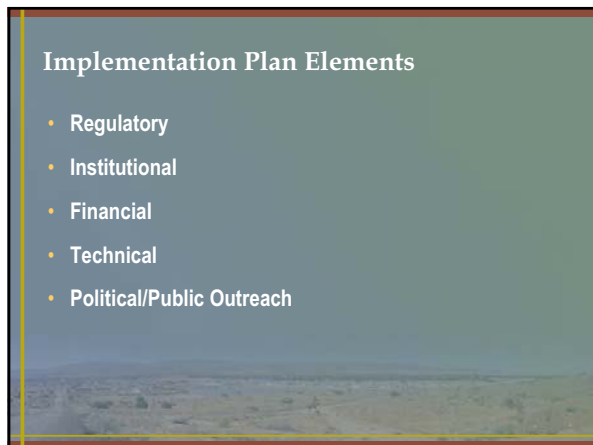 Implementation Plan Elements
• Regulatory
• Institutional
• Financial
• Technical
• Political/Public Outreach